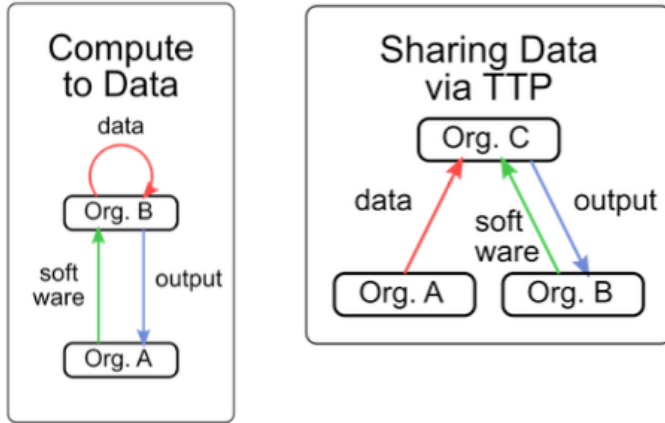 Compute
to Data
data
Org. B
soft
ware
output
Org. A
Sharing Data
via TTP
Org. C
data
soft
ware
output
Org. A
Org. B